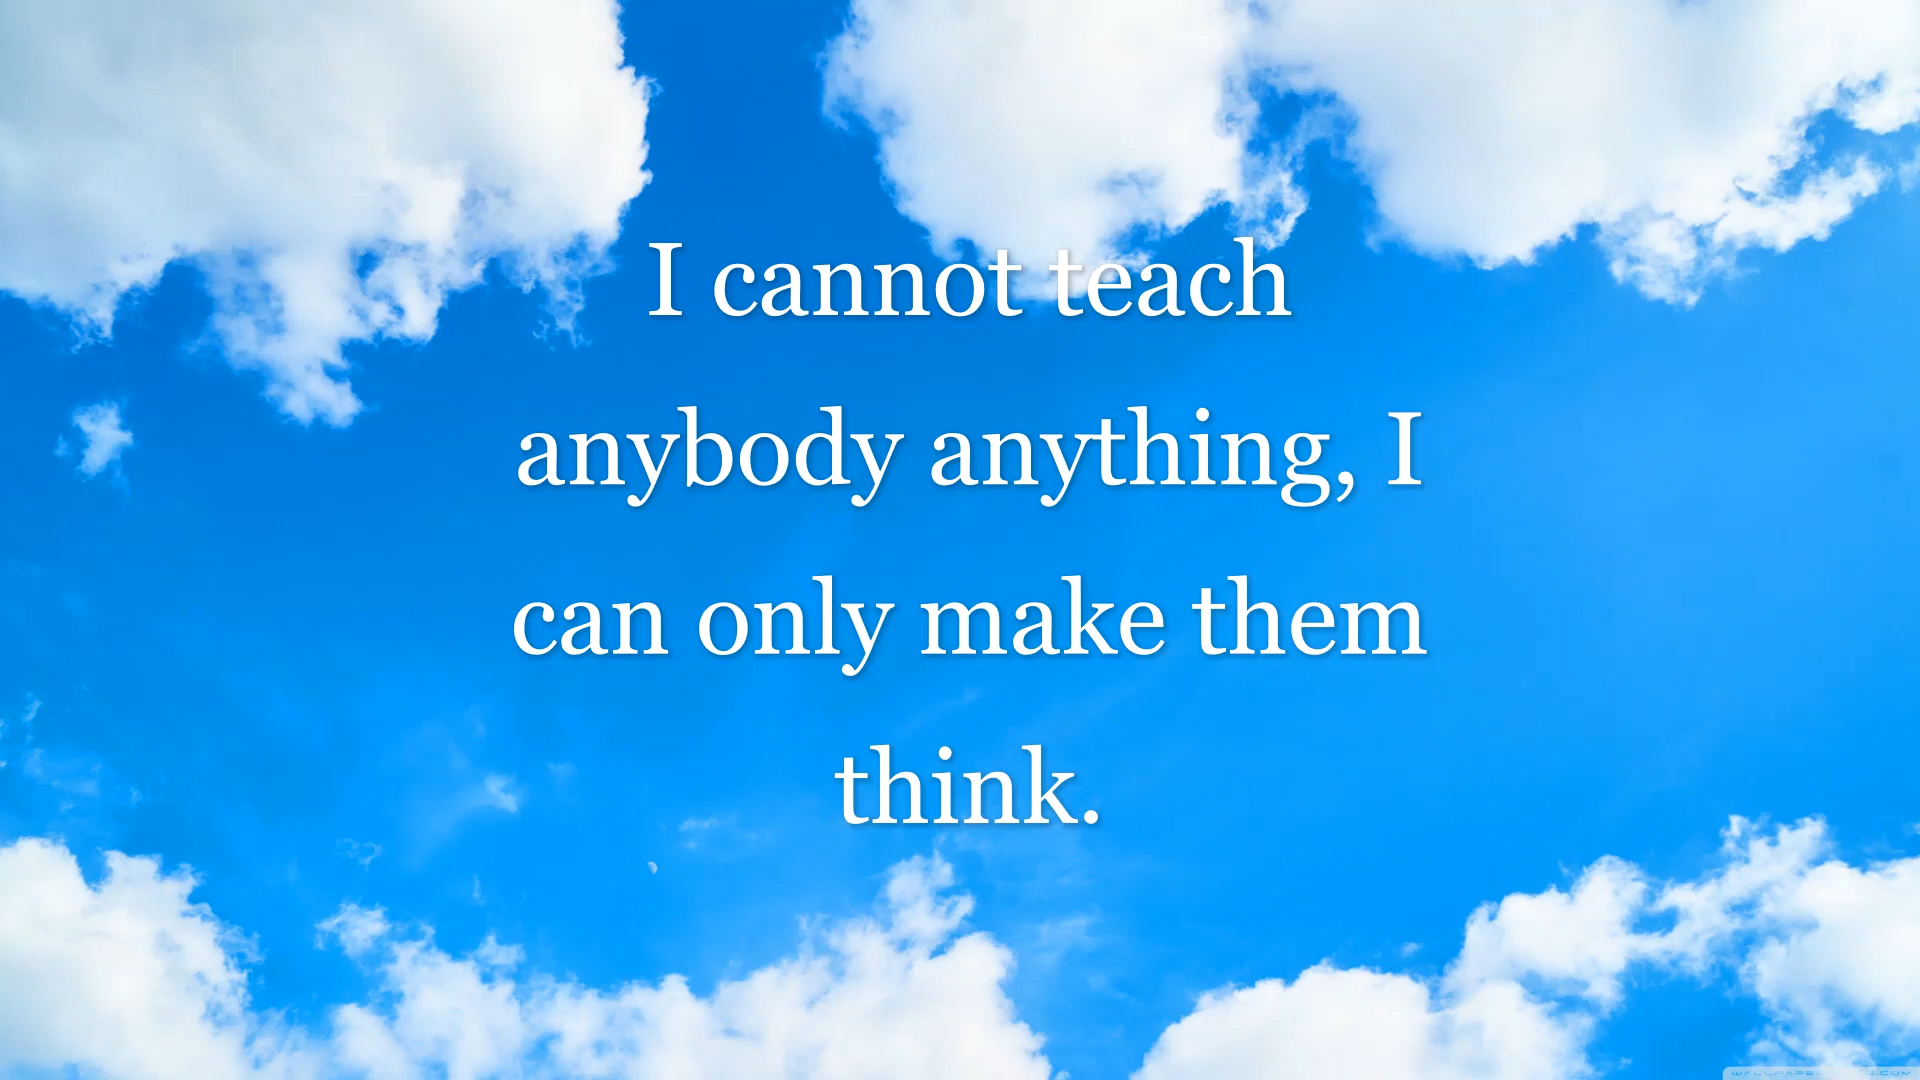 I cannot teach
anybody anything, I
can only make them
think.